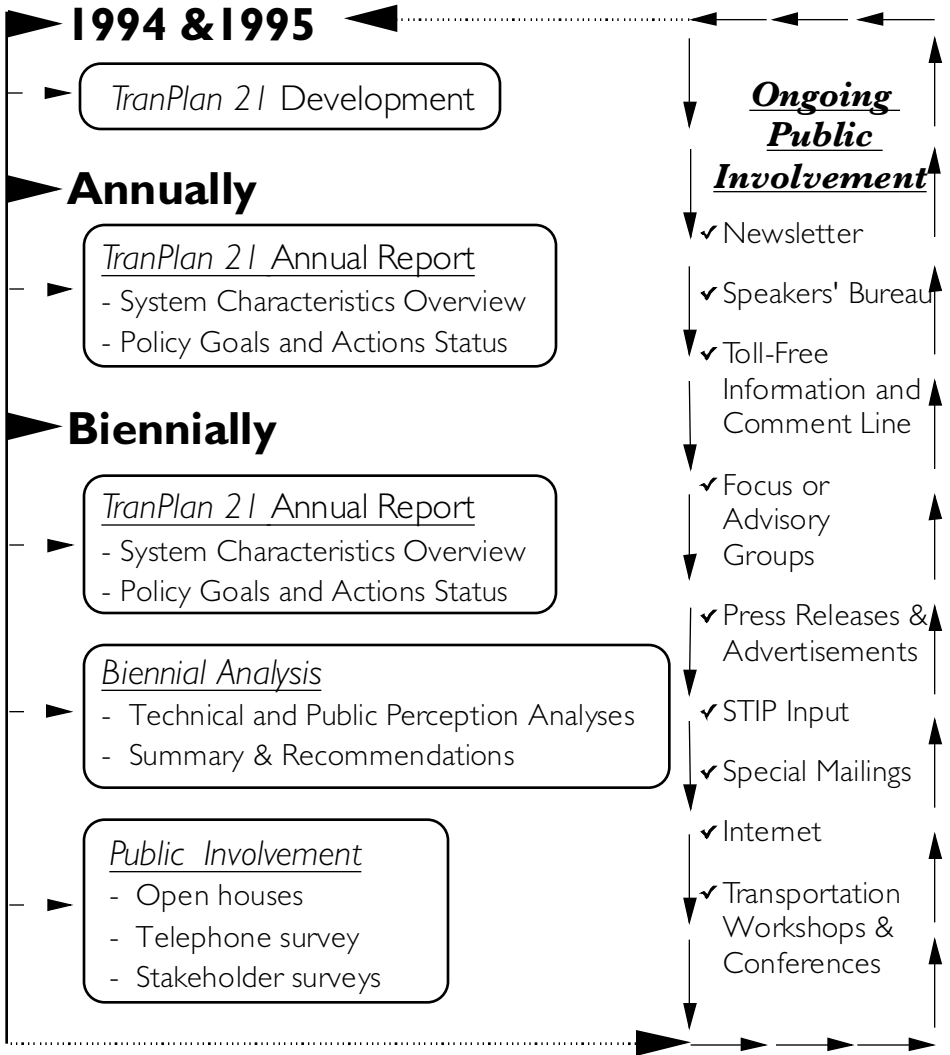 1994 &1995
TranPlan 21 Development
Annually
TranPlan 21 Annual Report
- System Characteristics Overview
- Policy Goals and Actions Status
Biennially
TranPlan 21 Annual Report
- System Characteristics Overview
- Policy Goals and Actions Status
Biennial Analysis
- Technical and Public Perception Analyses
- Summary & Recommendations
Public Involvement
- Open houses
- Telephone survey
- Stakeholder surveys
Ongoing
Public
Involvement
✓ Newsletter
✓ Speakers' Bureau
✓ Toll-Free
Information and
Comment Line
✓ Focus or
Advisory
Groups
✓ Press Releases &
Advertisements
✓ STIP Input
✓ Special Mailings
✓ Internet
✓ Transportation
Workshops &
Conferences